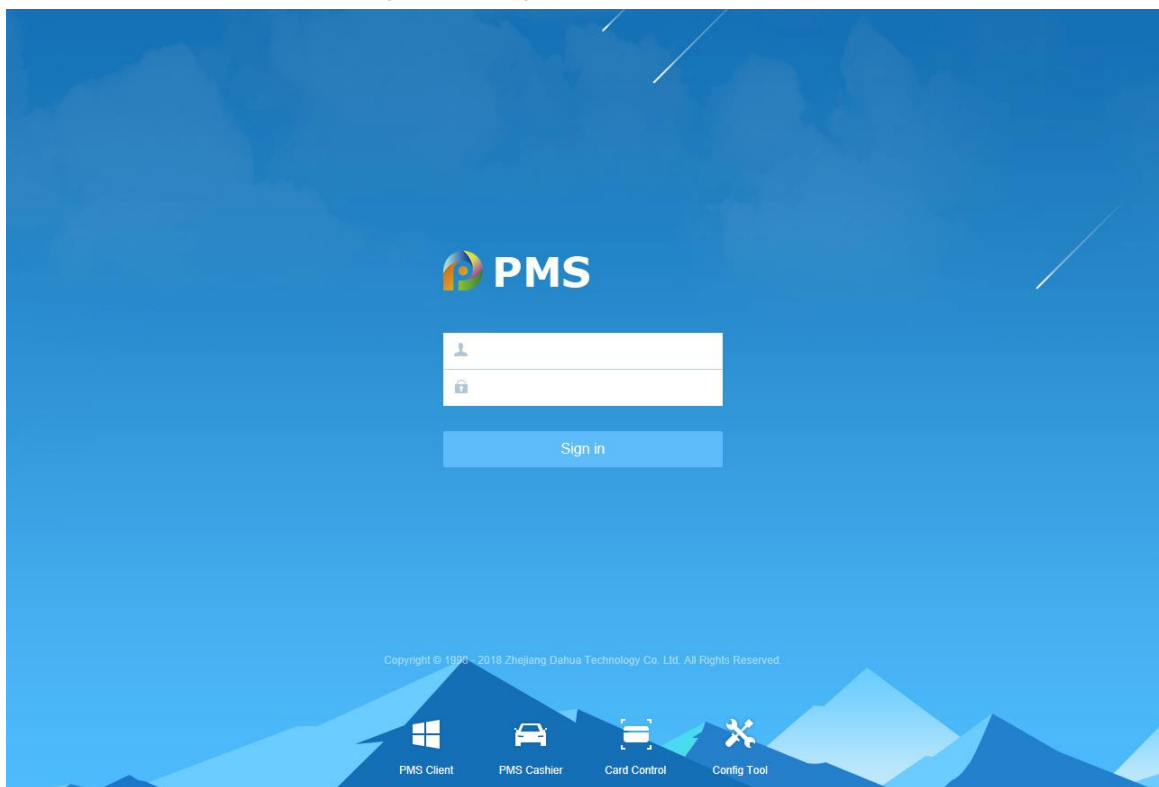 PMS
Sign in
Copyright © 1990 - 2018 Zhejiang Dahua Technology Co. Ltd. All Rights Reserved.
PMS Client
PMS Cashier
Card Control
Config Tool